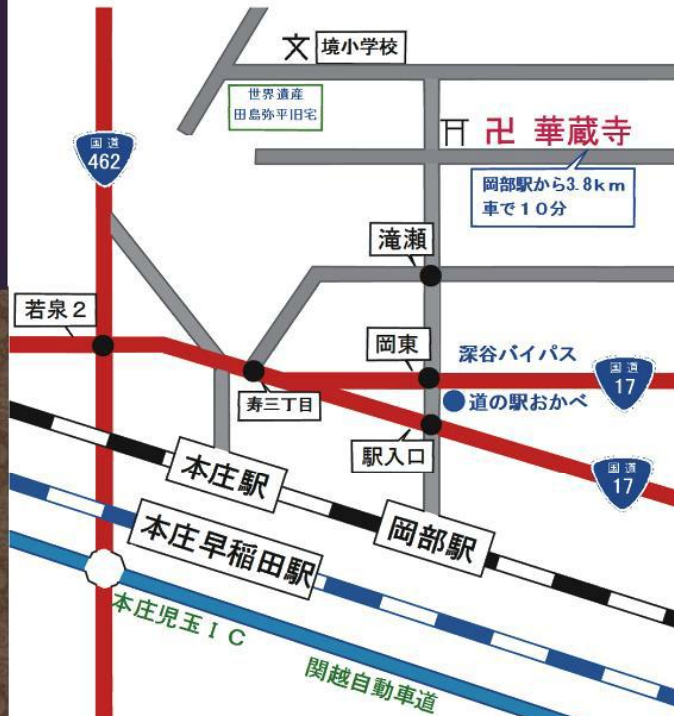 文 境小学校
世界遺産
田島弥平旧宅
国道
462
卍 華蔵寺
岡部駅から3.8km
車で10分
滝瀬
若泉2
岡東
深谷バイパス
国道
17
寿三丁目
道の駅おかべ
駅入口
国道
17
本庄駅
岡部駅
本庄早稲田駅
本庄児玉IC
関越自動車道